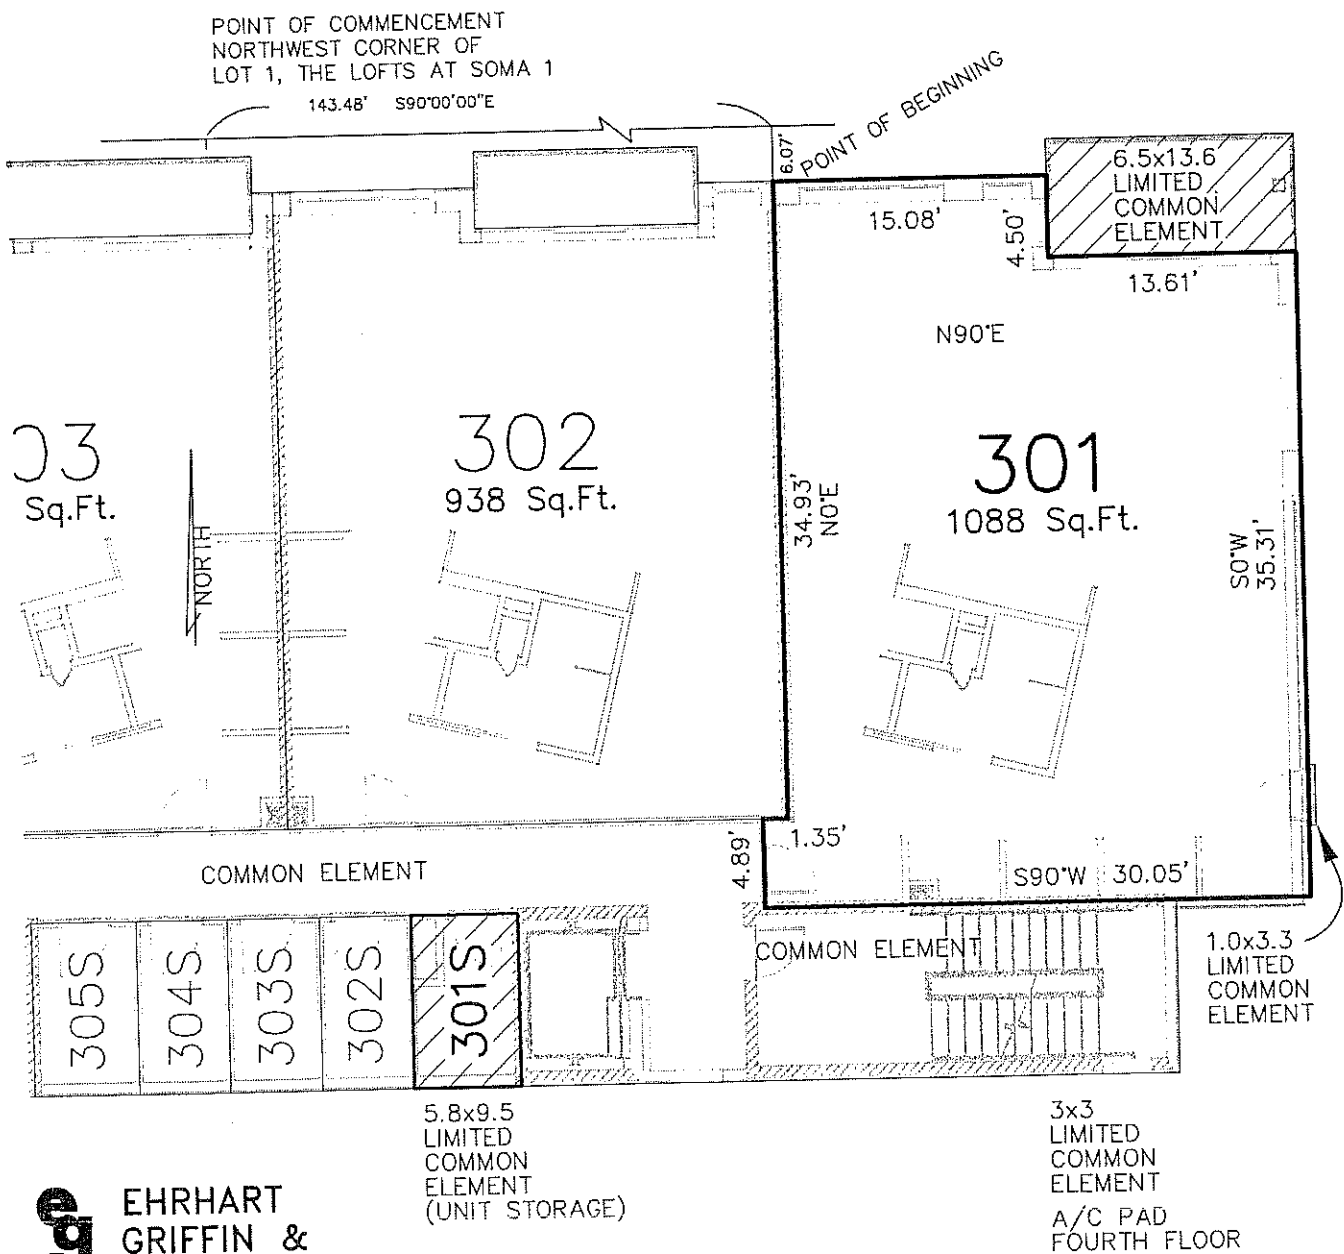 POINT OF COMMENCEMENT
NORTHWEST CORNER OF
LOT 1, THE LOFTS AT SOMA 1
143.48' S90°00'00"E
6.07'
POINT OF BEGINNING
6.5x13.6
LIMITED
COMMON
ELEMENT
15.08'
4.50'
13.61'
N90°E
03
Sq.Ft.
302
938 Sq.Ft.
301
1088 Sq.Ft.
NORTH
34.93'
N0°E
S0°W
35.31'
COMMON ELEMENT
4.89'
1.35'
S90°W 30.05'
COMMON ELEMENT
1.0x3.3
LIMITED
COMMON
ELEMENT
305S
304S
303S
302S
301S
5.8x9.5
LIMITED
COMMON
ELEMENT
(UNIT STORAGE)
3x3
LIMITED
COMMON
ELEMENT
A/C PAD
FOURTH FLOOR
eg
EHRHART
GRIFFIN &